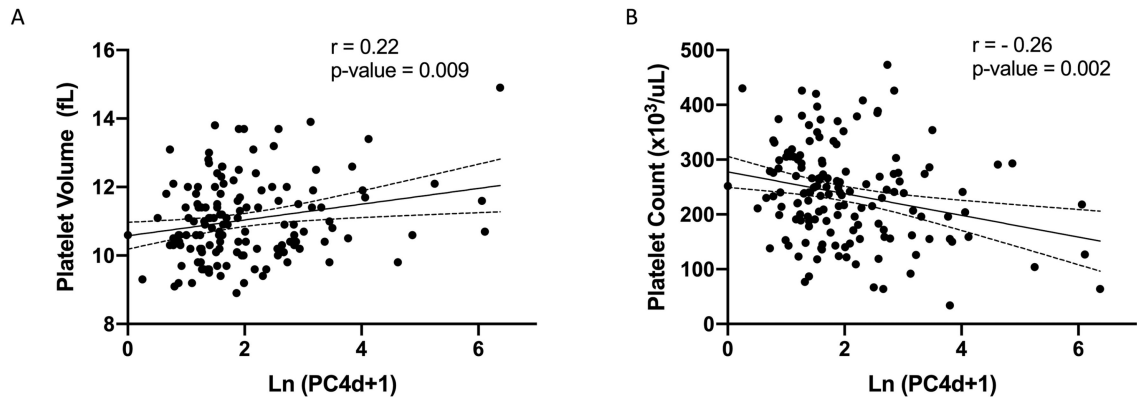 A
r = 0.22
p-value = 0.009
Platelet Volume (fL)
16
14
12
10
8
0
2
4
6
Ln (PC4d+1)
B
r = - 0.26
p-value = 0.002
Platelet Count (x10³/uL)
500
400
300
200
100
0
0
2
4
6
Ln (PC4d+1)